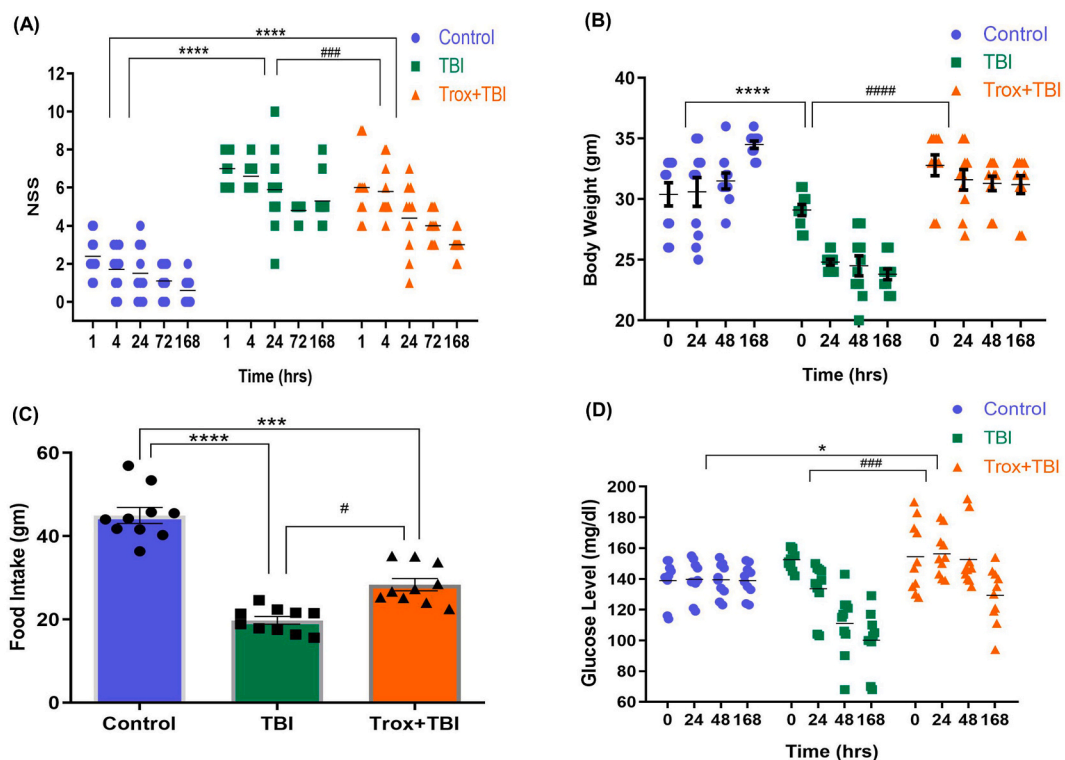 (A)
Control
TBI
Trox+TBI
****
****
###
12
10
8
6
4
2
0
NSS
1 4 24 72 168 1 4 24 72 168 1 4 24 72 168
Time (hrs)
(B)
Control
TBI
Trox+TBI
****
####
40
35
30
25
20
Body Weight (gm)
0 24 48 168 0 24 48 168 0 24 48 168
Time (hrs)
(C)
***
****
#
60
40
20
0
Food Intake (gm)
Control TBI Trox+TBI
(D)
Control
TBI
Trox+TBI
*
###
200
180
160
140
120
100
80
60
Glucose Level (mg/dl)
0 24 48 168 0 24 48 168 0 24 48 168
Time (hrs)